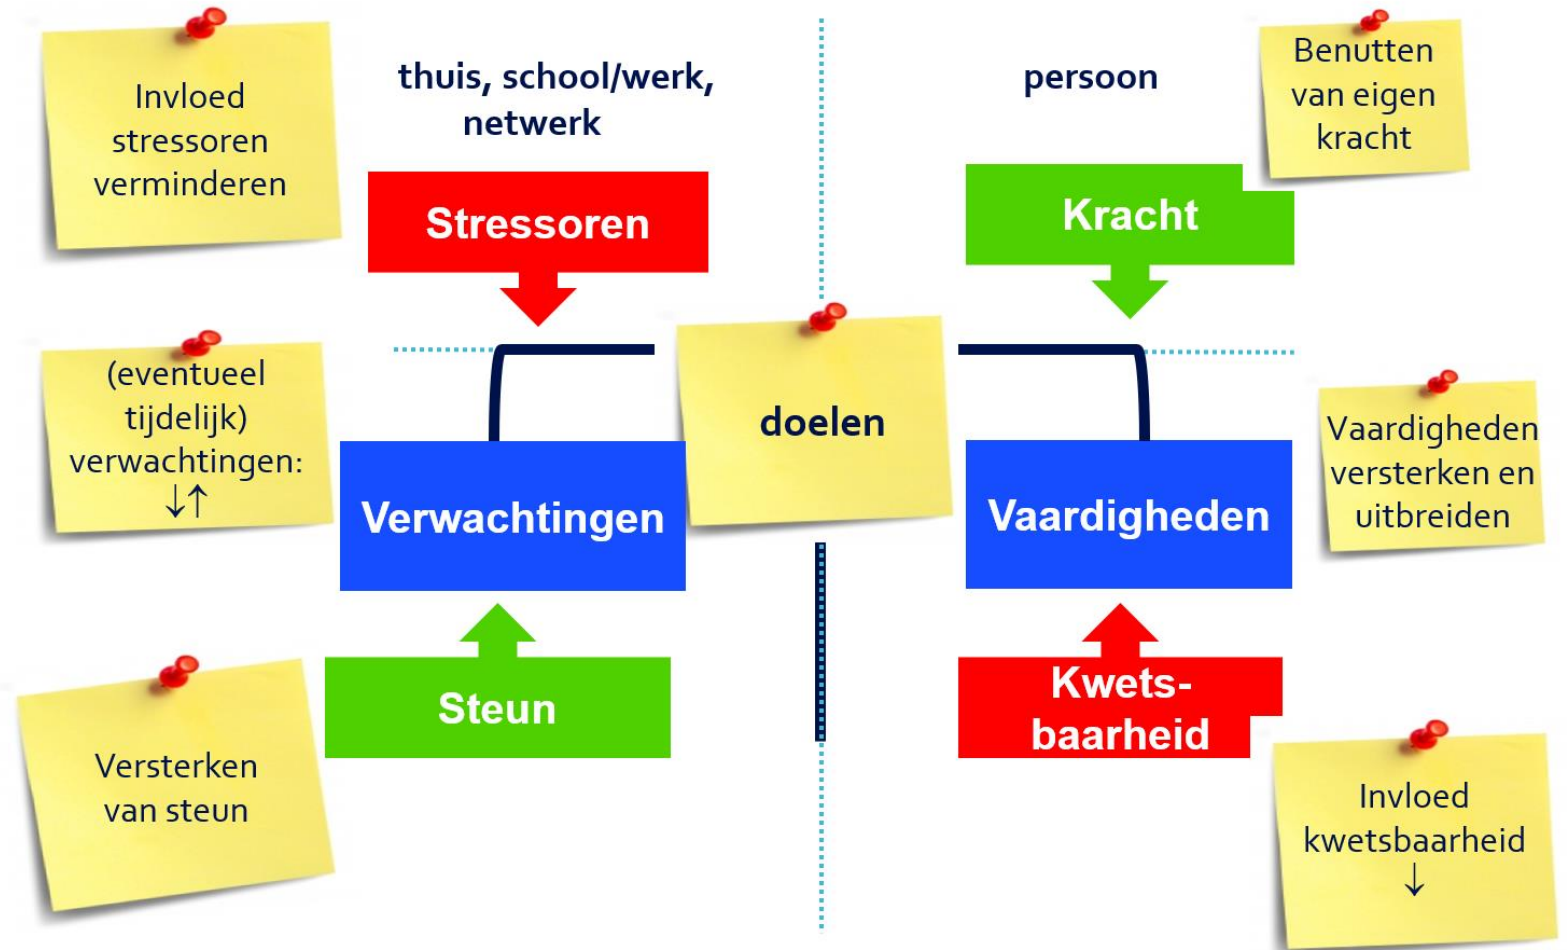 Invloed
stressoren
verminderen
thuis, school/werk,
netwerk
persoon
Benutten
van eigen
kracht
Stressoren
Kracht
(eventueel
tijdelijk)
verwachtingen:
↓↑
Verwachtingen
doelen
Vaardigheden
Vaardigheden
versterken en
uitbreiden
Steun
Kwets-
baarheid
Versterken
van steun
Invloed
kwetsbaarheid
↓